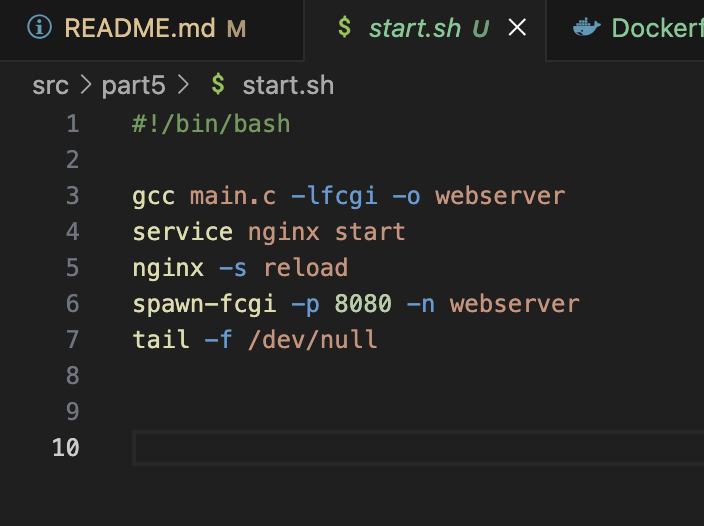 README.md M
$ start.sh U
Dockerf
src > part5 > $ start.sh
1 #!/bin/bash
2
3 gcc main.c -lfcgi -o webserver
4 service nginx start
5 nginx -s reload
6 spawn-fcgi -p 8080 -n webserver
7 tail -f /dev/null
8
9
10